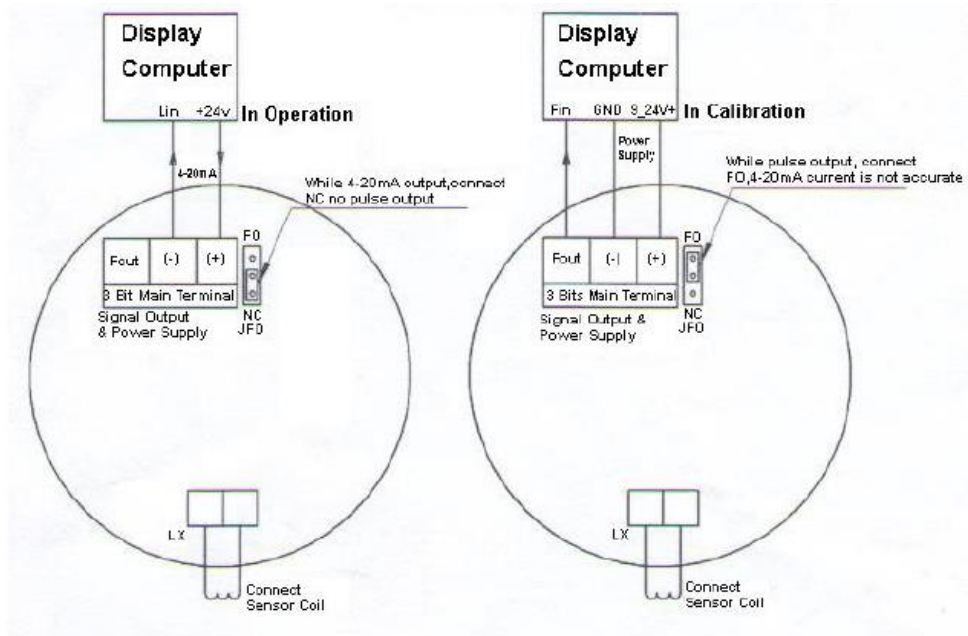 Display
Computer
Lin +24v
In Operation
4-20mA
While 4-20mA output,connect
NC no pulse output
FO
Fout (-) (+)
3 Bit Main Terminal
NC
JFO
Signal Output
& Power Supply
LX
Connect
Sensor Coil
Display
Computer
Fin GND S_24V+
In Calibration
Power
Supply
While pulse output, connect
FO,4-20mA current is not accurate
FO
Fout (-) (+)
3 Bits Main Terminal
NC
JFO
Signal Output &
Power Supply
LX
Connect
Sensor Coil